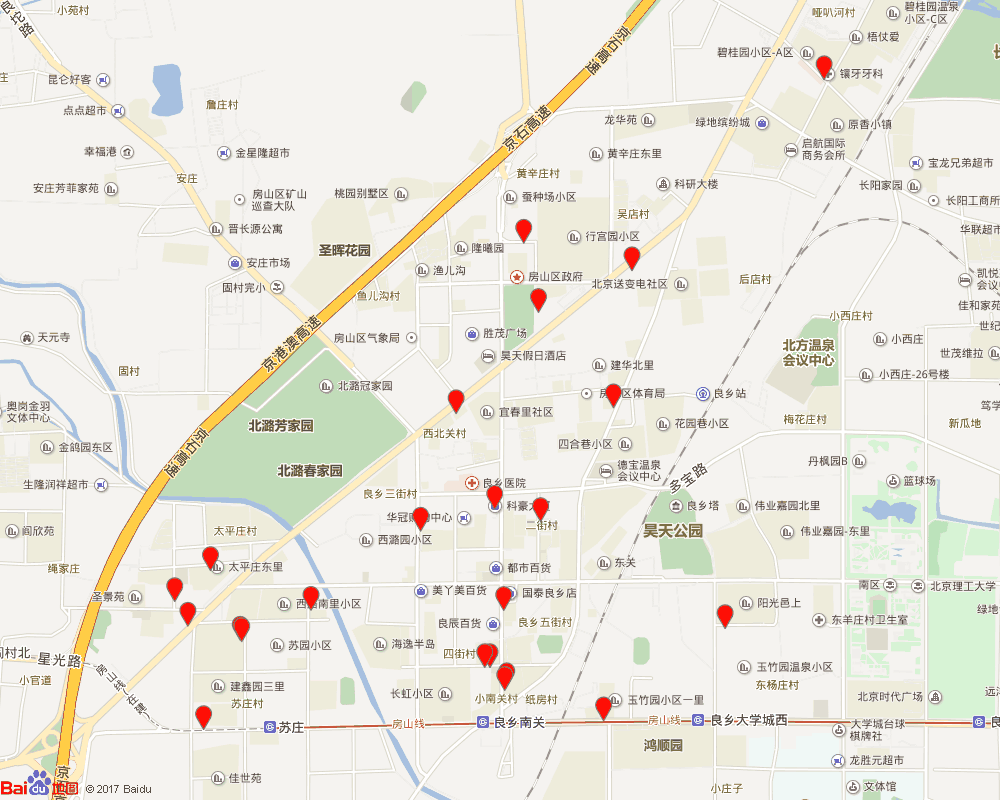 小苑村
昆仑好客
点点超市
詹庄村
幸福港
金星隆超市
安庄
安庄芳菲家苑
房山区矿山
巡查大队
桃园别墅区
晋长源公寓
圣晖花园
安庄市场
固村完小
渔儿沟
鱼儿沟村
隆曦园
京石高速
京石高速
黄辛庄村
蚕种场小区
龙华苑
黄辛庄东里
科研大楼
吴店村
行宫园小区
房山区政府
北京送变电社区
后店村
哑叭河村
碧桂园温泉
小区-C区
梧仗爱
碧桂园小区-A区
镶牙牙科
绿地缤纷城
原香小镇
启航国际
商务会所
宝龙兄弟超市
长阳家园
长阳工商所
华联超市
凯悦
会议中心
佳和家苑
世纪
小西庄村
小西庄
世茂维拉
小西庄-26号楼
北方温泉
会议中心
笃学
新瓜地
梅花庄村
天元寺
固村
京港澳高速
房山区气象局
胜茂广场
昊天假日酒店
建华北里
良乡站
北潞冠家园
宜春里社区
西北关村
花园巷小区
四合巷小区
奥岗金羽
文体中心
金鸽园东区
北潞芳家园
北潞春家园
京石高速
生隆润祥超市
良乡医院
良乡三街村
德宝温泉
会议中心
多宝路
良乡塔
昊天公园
丹枫园B
篮球场
伟业嘉园北里
伟业嘉园-东里
阎欣苑
太平庄村
二街村
西潞园小区
绳家庄
太平庄东里
都市百货
东关
圣景苑
美丫美百货
国泰良乡店
南区
北京理工大学
阳光邑上
东羊庄村卫生室
良辰百货
良乡五街村
海逸半岛
苏园小区
四街村
星光路
小官道
建鑫园三里
苏庄村
长虹小区
小南关村
纸房村
玉竹园小区一里
玉竹园温泉小区
东杨庄村
北京时代广场
苏庄
房山线
良乡南关
房山线
良乡大学城西
鸿顺园
大学城台球
棋牌社
龙胜元超市
佳世苑
小庄子
文体馆
Bai du 地图
© 2017 Baidu